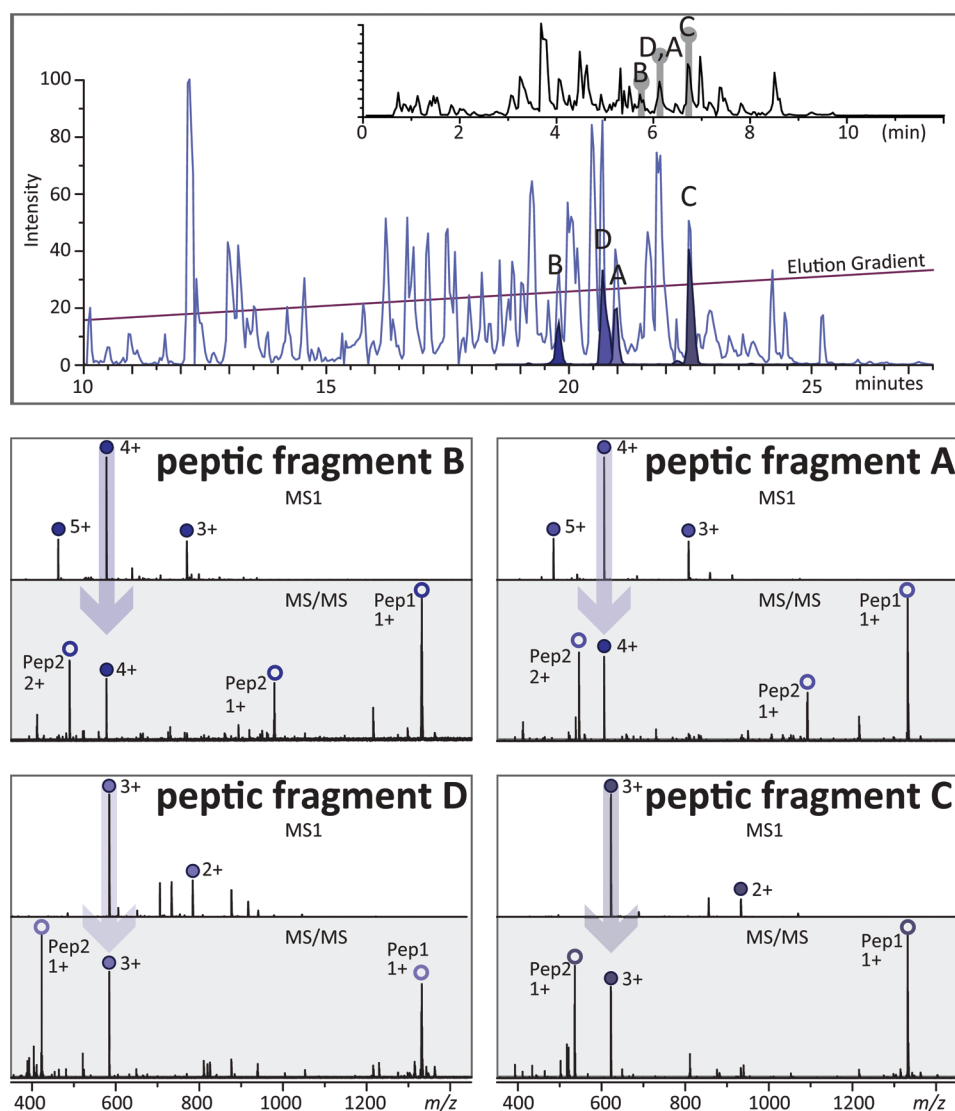 C
D,A
B
0 2 4 6 8 10 (min)
100
80
60
40
20
0
Intensity
C
D
B A
Elution Gradient
10 15 20 25 minutes
peptic fragment B
4+
MS1
5+ 3+
MS/MS
Pep1
1+
Pep2
2+
4+
Pep2
1+
peptic fragment A
4+
MS1
5+ 3+
MS/MS
Pep1
1+
Pep2
2+
4+
Pep2
1+
peptic fragment D
3+
MS1
2+
MS/MS
Pep2
1+
3+
Pep1
1+
400 600 800 1000 1200 m/z
peptic fragment C
3+
MS1
2+
MS/MS
Pep1
1+
Pep2
1+
3+
400 600 800 1000 1200 m/z